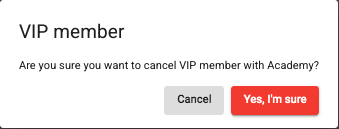 VIP member
Are you sure you want to cancel VIP member with Academy?
Cancel Yes, I'm sure